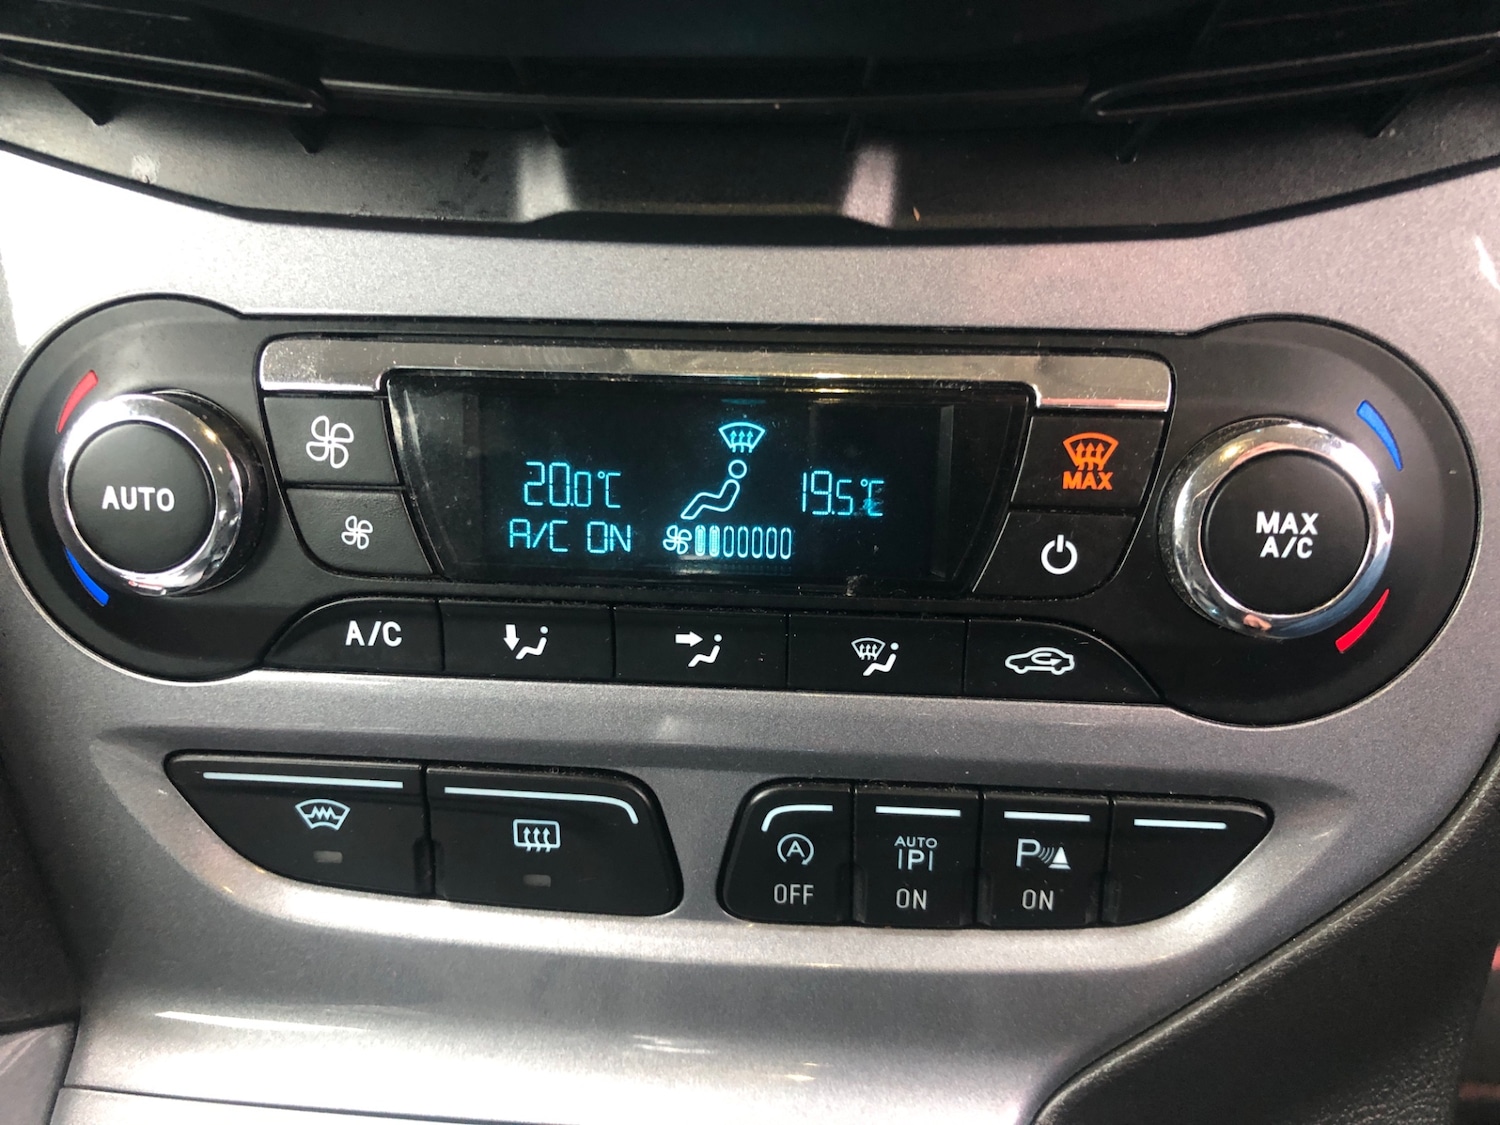 AUTO
20.0°C
19.5°C
A/C ON
MAX
MAX
A/C
A/C
A
OFF
AUTO
P
ON
P
ON